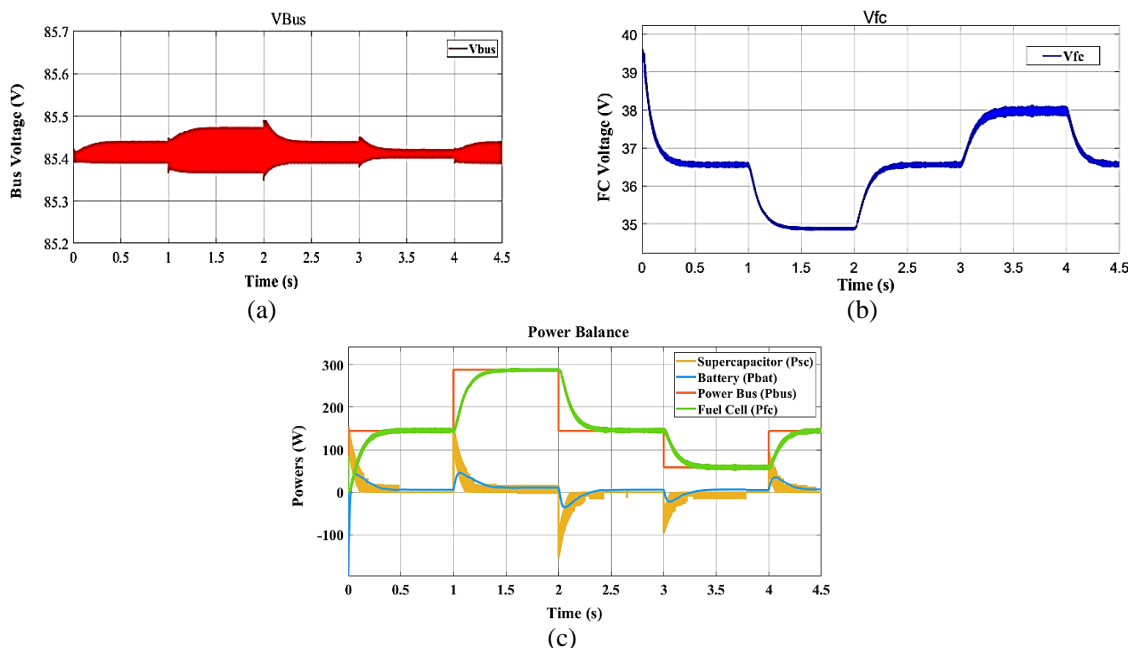 VBus
85.7
85.6
85.5
85.4
85.3
85.2
Bus Voltage (V)
Vbus
0 0.5 1 1.5 2 2.5 3 3.5 4 4.5
Time (s)
(a)
Vfc
40
39
38
37
36
35
FC Voltage (V)
Vfc
0 0.5 1 1.5 2 2.5 3 3.5 4 4.5
Time (s)
(b)
Power Balance
300
200
100
0
-100
Powers (W)
Supercapacitor (Psc)
Battery (Pbat)
Power Bus (Pbus)
Fuel Cell (Pfc)
0 0.5 1 1.5 2 2.5 3 3.5 4 4.5
Time (s)
(c)